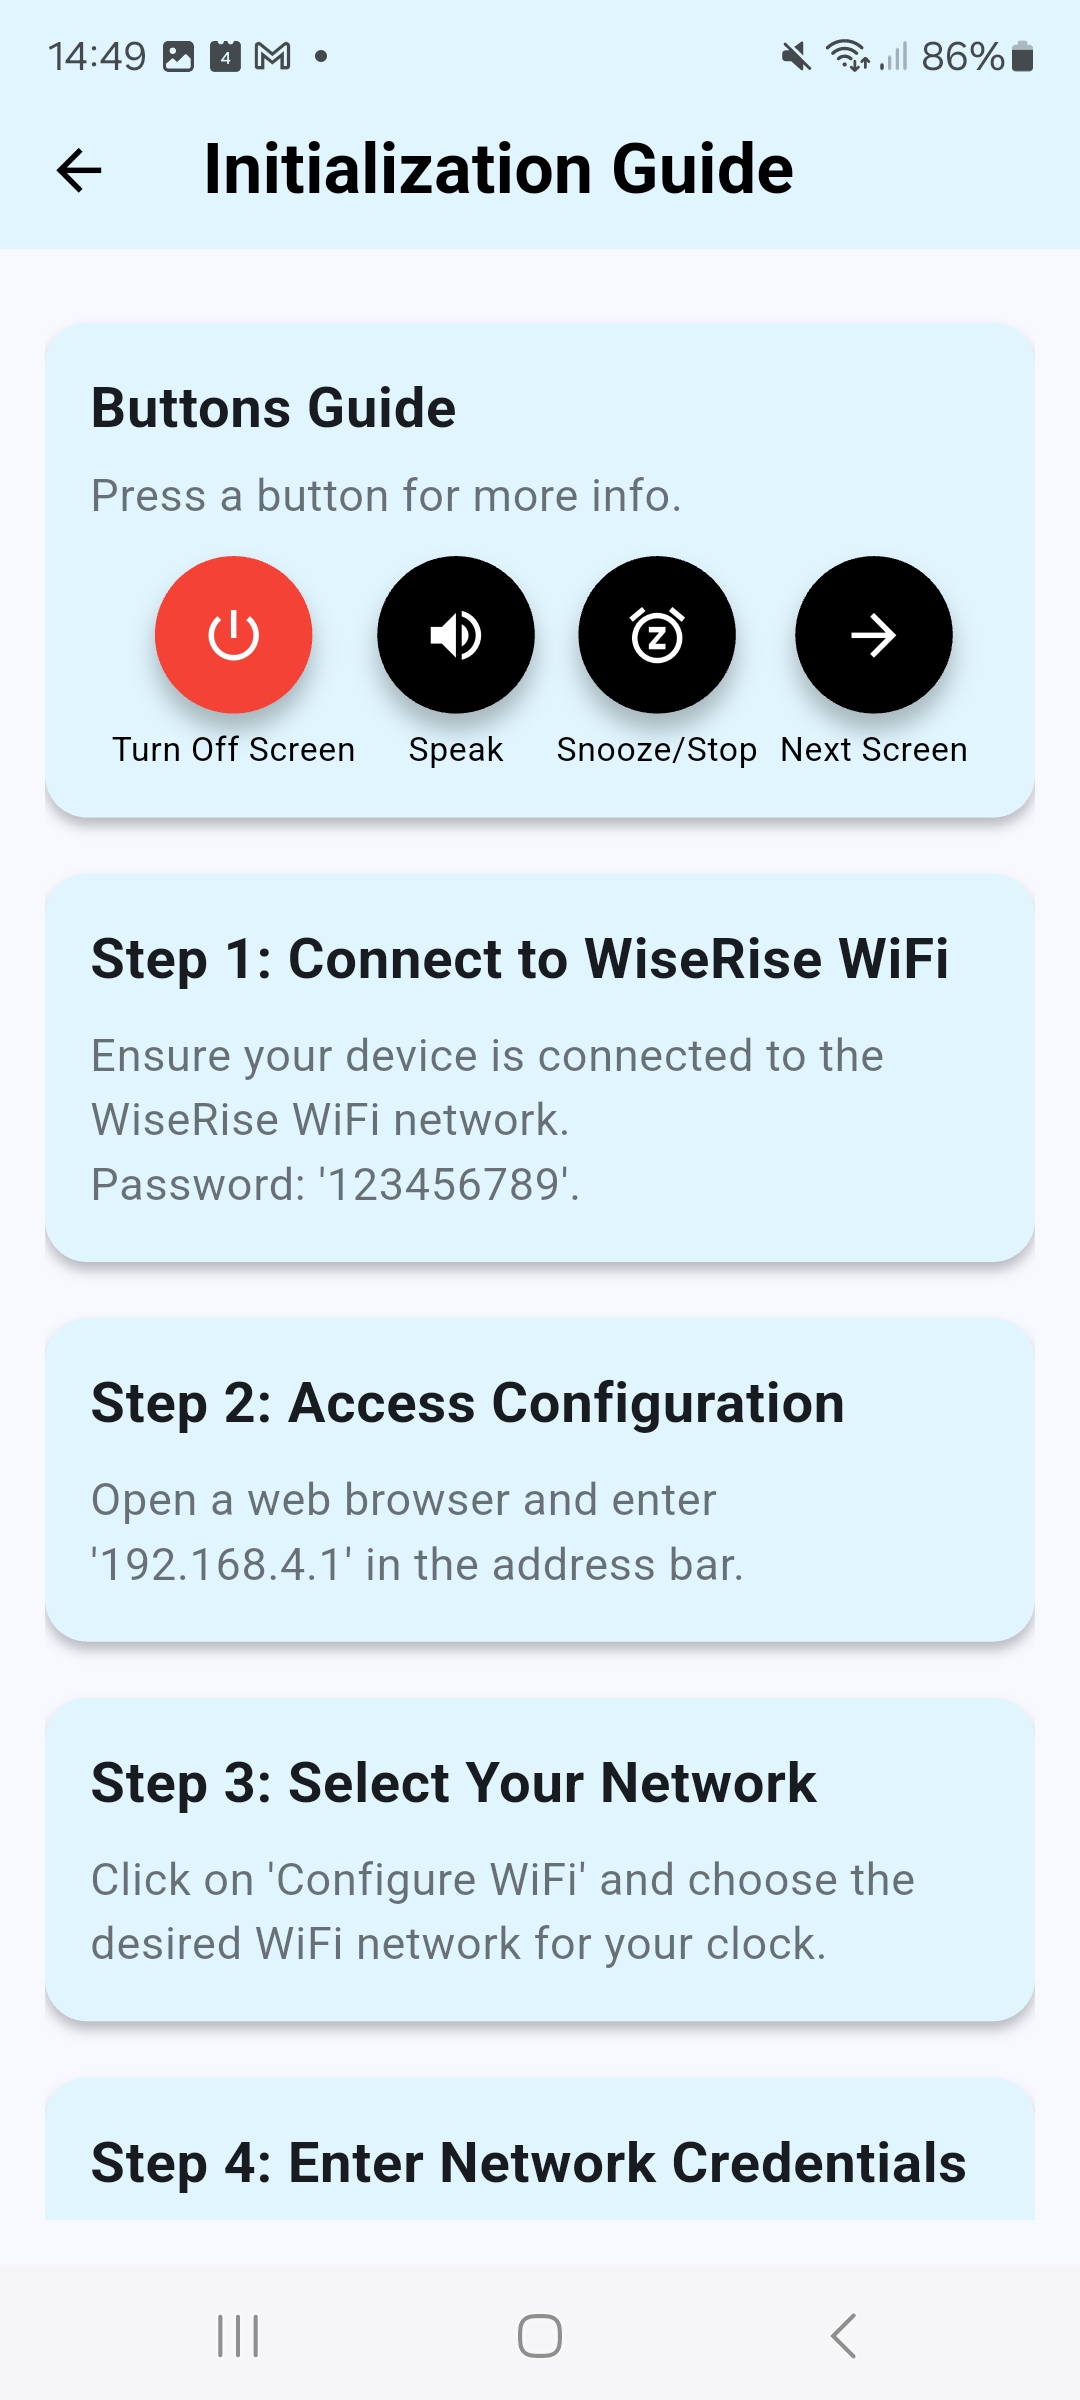 14:49 4 86%
Initialization Guide
Buttons Guide
Press a button for more info.
Turn Off Screen Speak Snooze/Stop Next Screen
Step 1: Connect to WiseRise WiFi
Ensure your device is connected to the
WiseRise WiFi network.
Password: '123456789'.
Step 2: Access Configuration
Open a web browser and enter
'192.168.4.1' in the address bar.
Step 3: Select Your Network
Click on 'Configure WiFi' and choose the
desired WiFi network for your clock.
Step 4: Enter Network Credentials